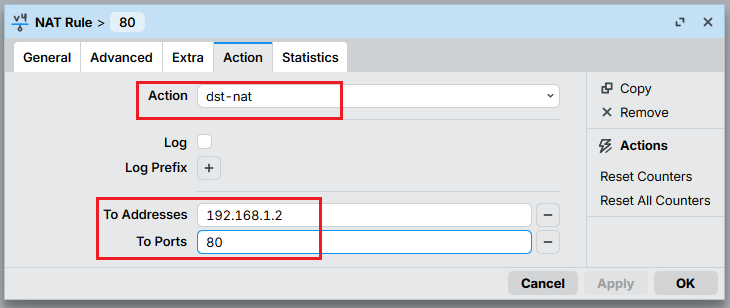 v4 NAT Rule > 80
General Advanced Extra Action Statistics
Action dst-nat
Copy
Remove
Log
Actions
Log Prefix +
Reset Counters
Reset All Counters
To Addresses 192.168.1.2
To Ports 80
Cancel Apply OK